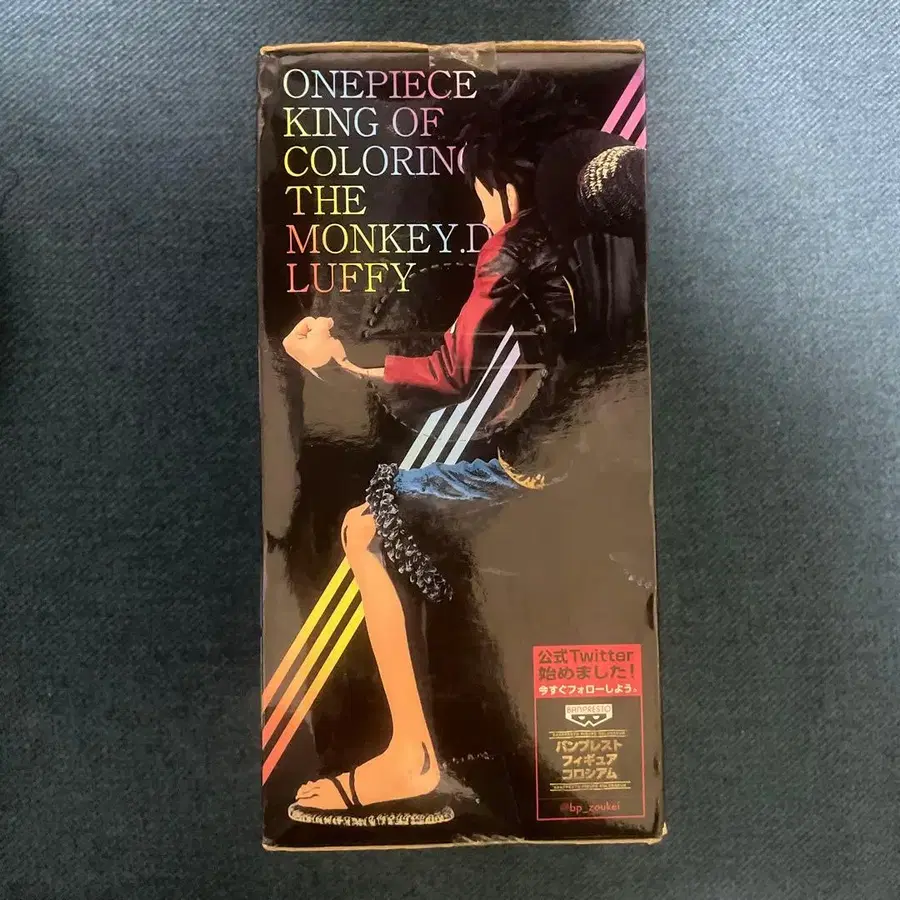 ONEPIECE
KING OF
COLORING
THE
MONKEY.D
LUFFY
公式Twitter
始めました!
今すぐフォローしよう。
BANPRESTO
バンプレスト
フィギュア
コロシアム
@bp_zoukei